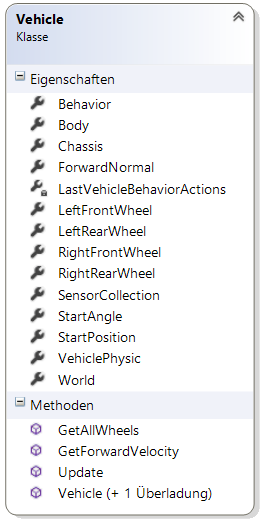 Vehicle
Klasse
Eigenschaften
Behavior
Body
Chassis
ForwardNormal
LastVehicleBehaviorActions
LeftFrontWheel
LeftRearWheel
RightFrontWheel
RightRearWheel
SensorCollection
StartAngle
StartPosition
VehiclePhysic
World
Methoden
GetAllWheels
GetForwardVelocity
Update
Vehicle (+ 1 Überladung)